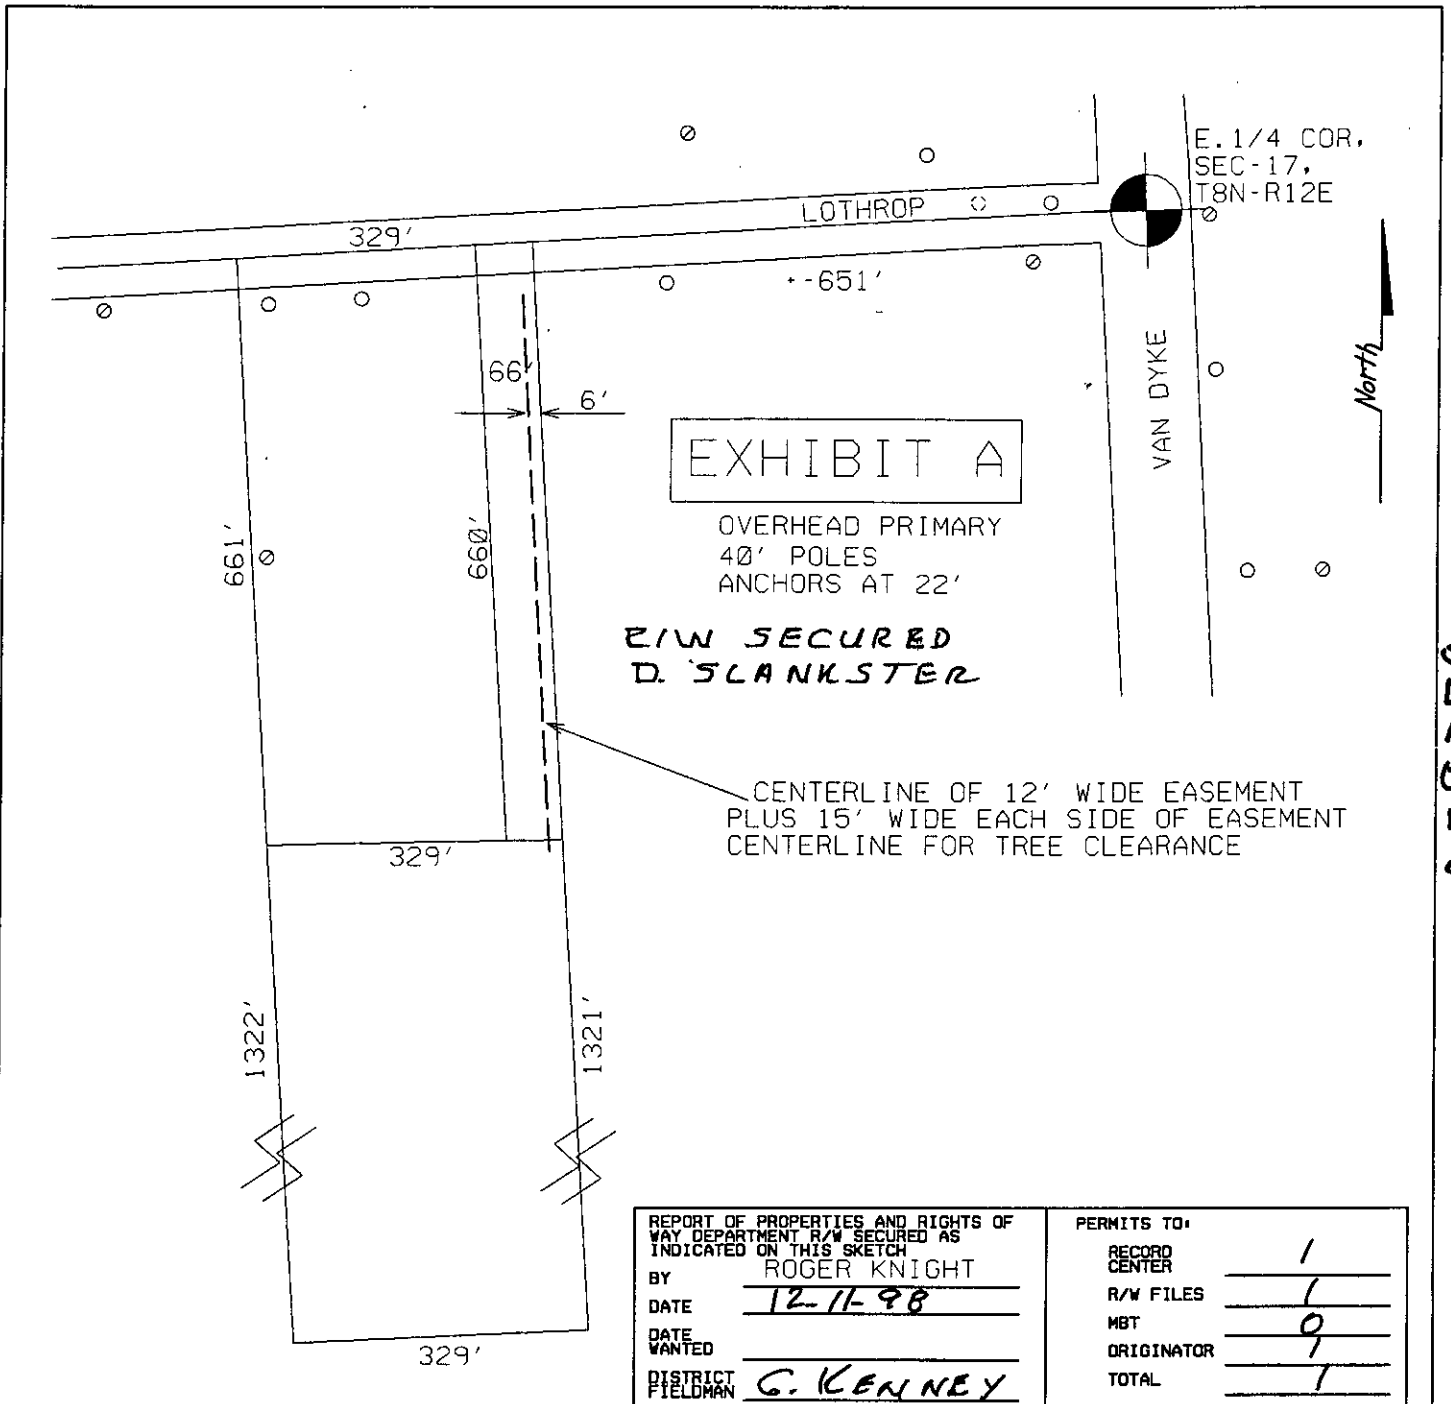 E.1/4 COR,
SEC-17,
T8N-R12E
LOTHROP
329'
+-651'
66'
6'
VAN DYKE
North
EXHIBIT A
OVERHEAD PRIMARY
40' POLES
ANCHORS AT 22'
661'
660'
R/W SECURED
D. SLANKSTER
CENTERLINE OF 12' WIDE EASEMENT
PLUS 15' WIDE EACH SIDE OF EASEMENT
CENTERLINE FOR TREE CLEARANCE
329'
1322'
1321'
329'
REPORT OF PROPERTIES AND RIGHTS OF
WAY DEPARTMENT R/W SECURED AS
INDICATED ON THIS SKETCH
BY ROGER KNIGHT
DATE 12-11-98
DATE
WANTED
DISTRICT
FIELDMAN G. KENNEY
PERMITS TO:
RECORD
CENTER 1
R/W FILES 1
MBT 0
ORIGINATOR 1
TOTAL 1